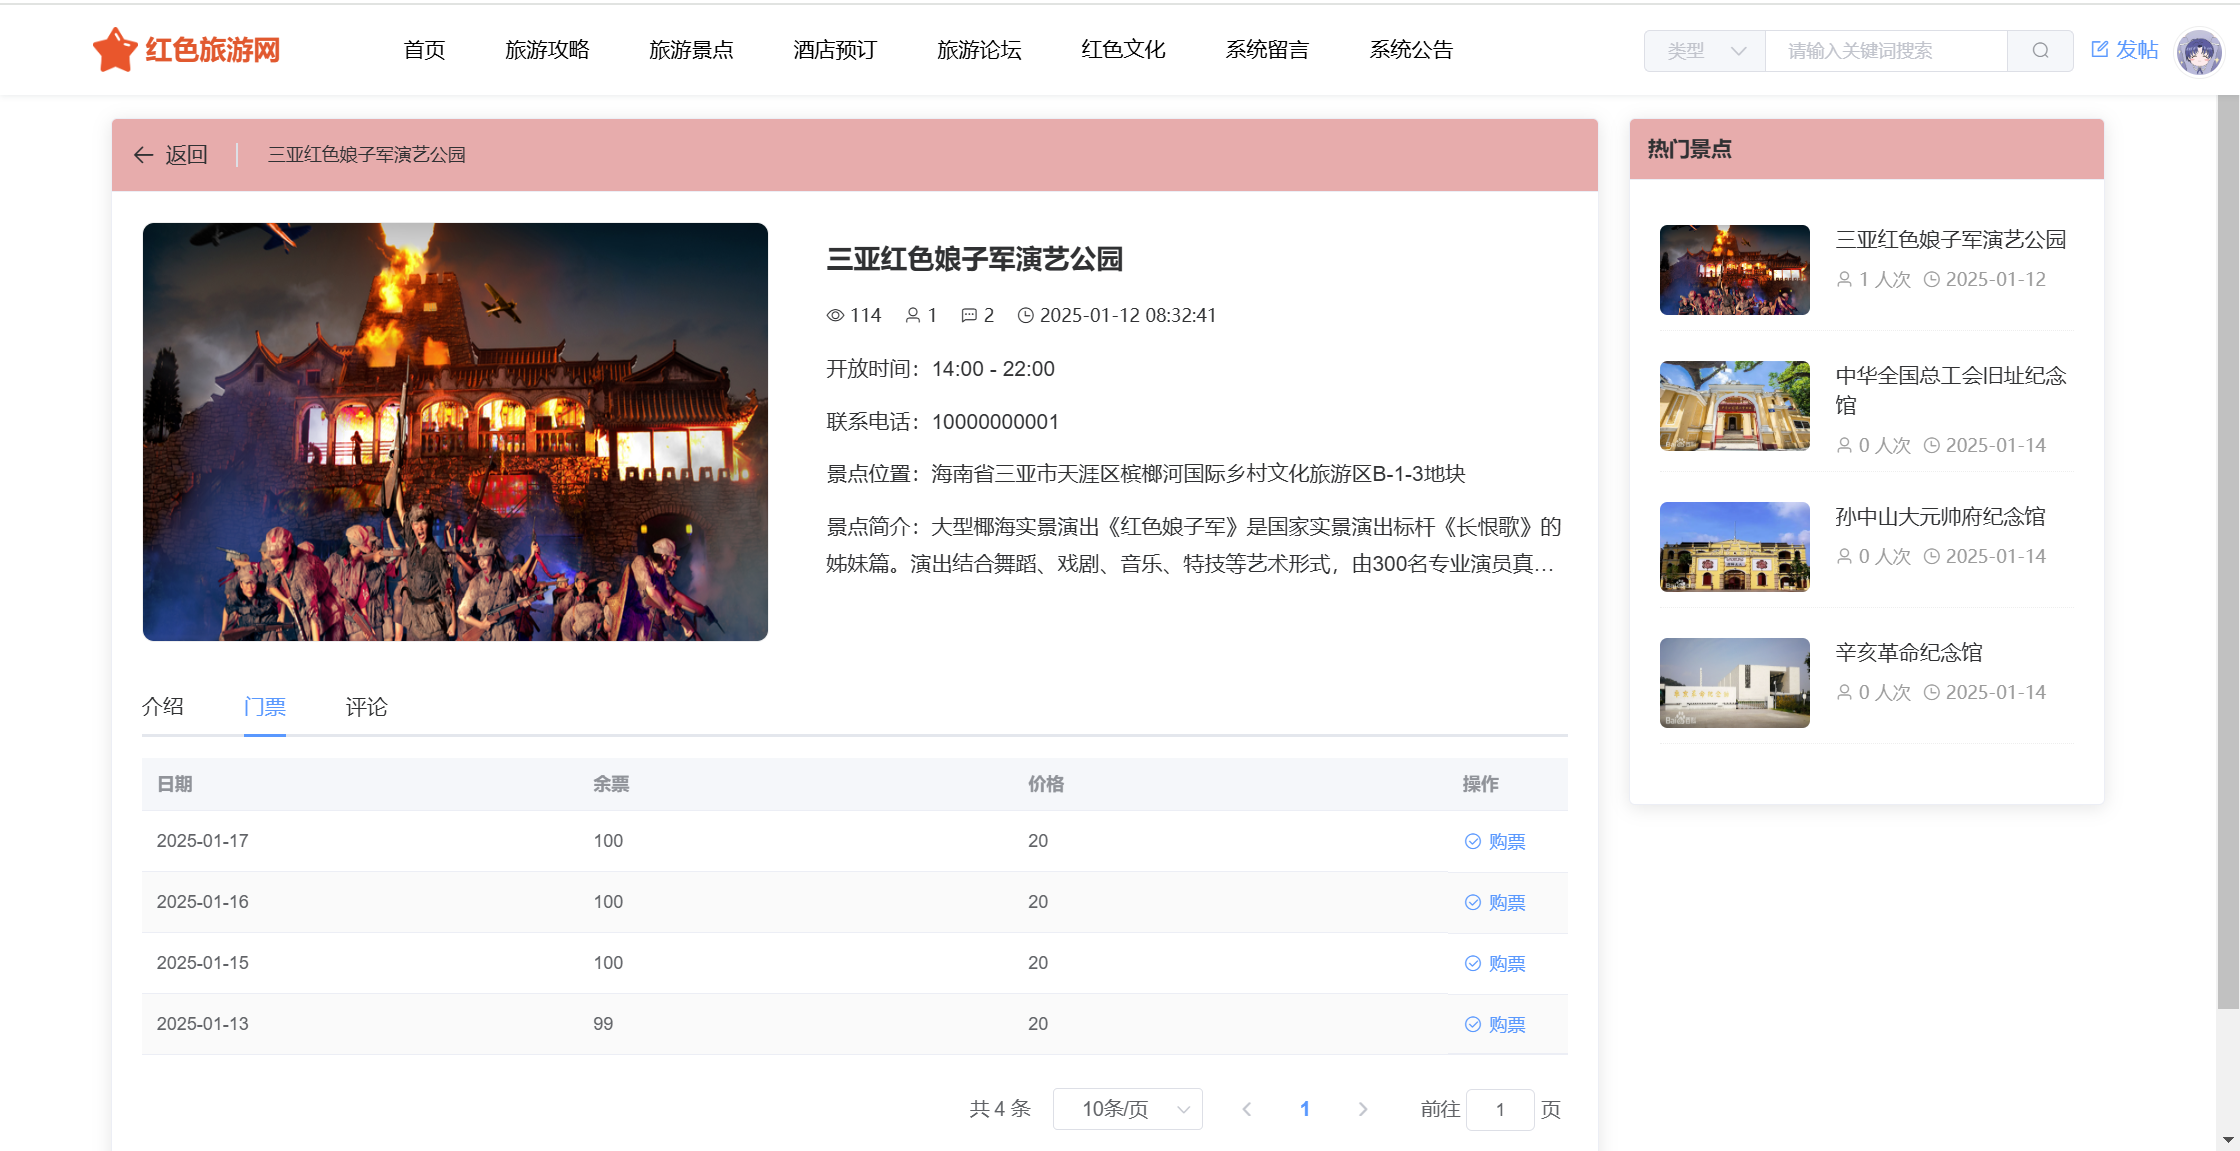 红色旅游网
首页 旅游攻略 旅游景点 酒店预订 旅游论坛 红色文化 系统留言 系统公告
类型 请输入关键词搜索 发帖
返回 三亚红色娘子军演艺公园
三亚红色娘子军演艺公园
114 1 2 2025-01-12 08:32:41
开放时间：14:00 - 22:00
联系电话：10000000001
景点位置：海南省三亚市天涯区槟榔河国际乡村文化旅游区B-1-3地块
景点简介：大型椰海实景演出《红色娘子军》是国家实景演出标杆《长恨歌》的
姊妹篇。演出结合舞蹈、戏剧、音乐、特技等艺术形式，由300名专业演员真…
介绍 门票 评论
日期 余票 价格 操作
2025-01-17 100 20 购票
2025-01-16 100 20 购票
2025-01-15 100 20 购票
2025-01-13 99 20 购票
共 4 条 10条/页 1 前往 1 页
热门景点
三亚红色娘子军演艺公园
1 人次 2025-01-12
中华全国总工会旧址纪念
馆
0 人次 2025-01-14
孙中山大元帅府纪念馆
0 人次 2025-01-14
辛亥革命纪念馆
0 人次 2025-01-14